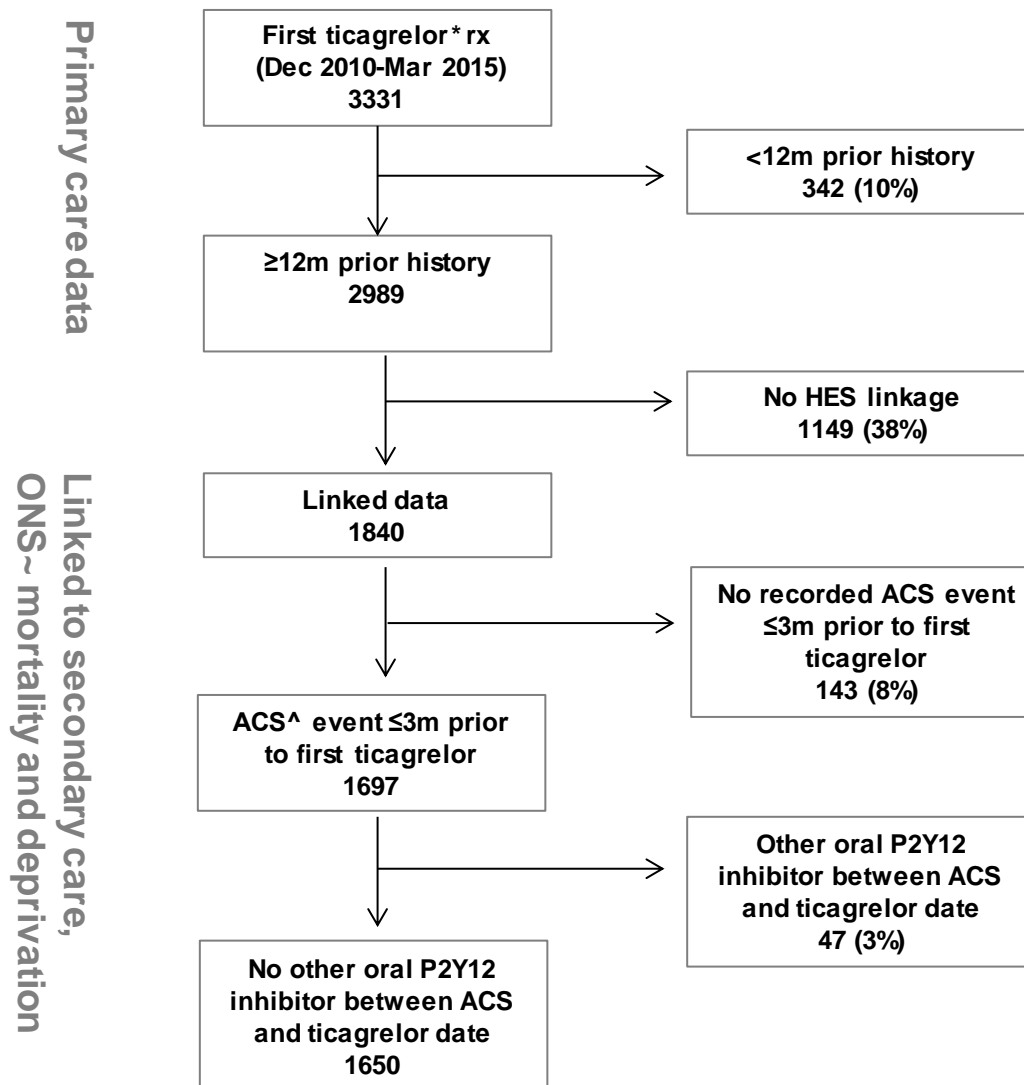 Primary care data
First ticagrelor* rx
(Dec 2010-Mar 2015)
3331
<12m prior history
342 (10%)
≥12m prior history
2989
No HES linkage
1149 (38%)
Linked to secondary care,
ONS~ mortality and deprivation
Linked data
1840
No recorded ACS event
≤3m prior to first
ticagrelor
143 (8%)
ACS^ event ≤3m prior
to first ticagrelor
1697
Other oral P2Y12
inhibitor between ACS
and ticagrelor date
47 (3%)
No other oral P2Y12
inhibitor between ACS
and ticagrelor date
1650